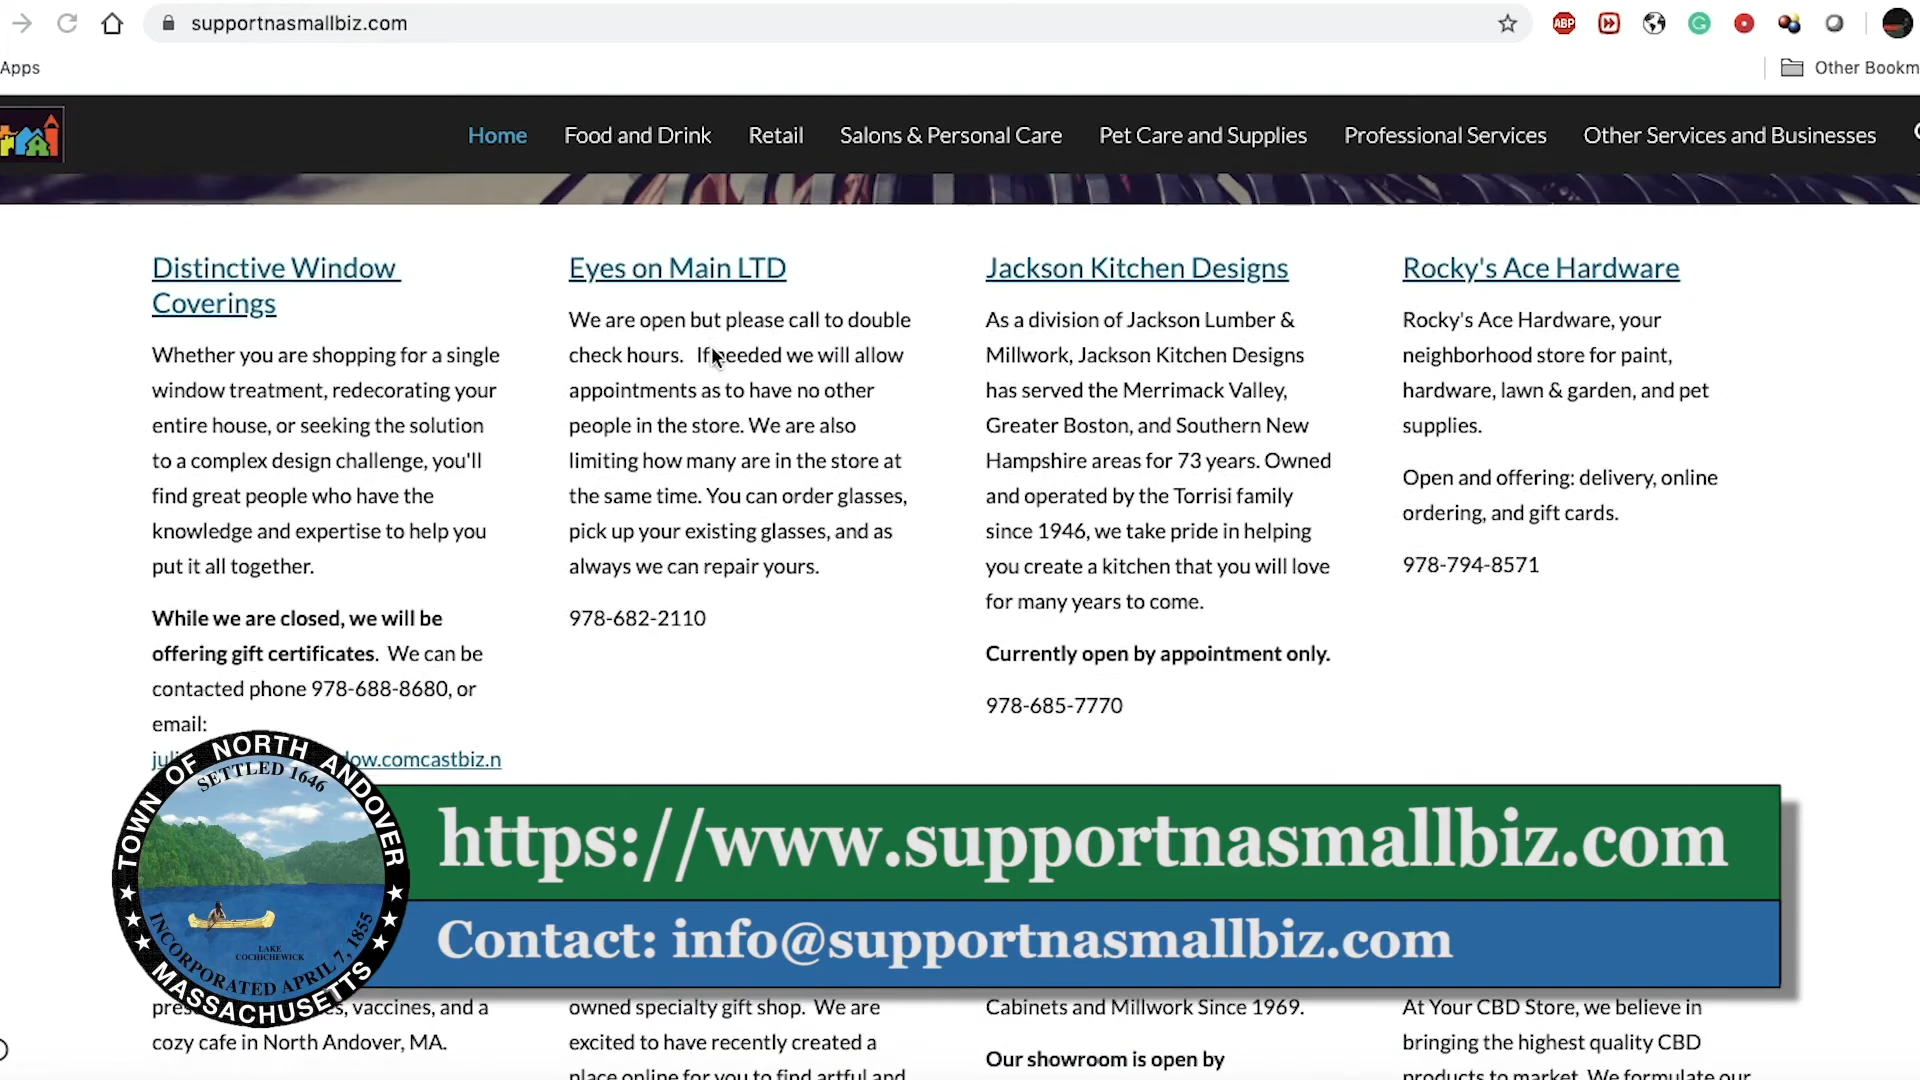 supportnasmallbiz.com
ABP
Apps
Other Bookm
Home
Food and Drink
Retail
Salons & Personal Care
Pet Care and Supplies
Professional Services
Other Services and Businesses
Distinctive Window
Coverings
Whether you are shopping for a single
window treatment, redecorating your
entire house, or seeking the solution
to a complex design challenge, you'll
find great people who have the
knowledge and expertise to help you
put it all together.
While we are closed, we will be
offering gift certificates. We can be
contacted phone 978-688-8680, or
email:
ow.comcastbiz.n
Eyes on Main LTD
We are open but please call to double
check hours. If needed we will allow
appointments as to have no other
people in the store. We are also
limiting how many are in the store at
the same time. You can order glasses,
pick up your existing glasses, and as
always we can repair yours.
978-682-2110
Jackson Kitchen Designs
As a division of Jackson Lumber &
Millwork, Jackson Kitchen Designs
has served the Merrimack Valley,
Greater Boston, and Southern New
Hampshire areas for 73 years. Owned
and operated by the Torrisi family
since 1946, we take pride in helping
you create a kitchen that you will love
for many years to come.
Currently open by appointment only.
978-685-7770
Rocky's Ace Hardware
Rocky's Ace Hardware, your
neighborhood store for paint,
hardware, lawn & garden, and pet
supplies.
Open and offering: delivery, online
ordering, and gift cards.
978-794-8571
TOWN OF NORTH ANDOVER
SETTLED 1646
LAKE
COCHICHEWICK
INCORPORATED APRIL 7, 1855
MASSACHUSETTS
https://www.supportnasmallbiz.com
Contact: info@supportnasmallbiz.com
vaccines, and a
cozy cafe in North Andover, MA.
owned specialty gift shop. We are
excited to have recently created a
place online for you to find artful and
Cabinets and Millwork Since 1969.
Our showroom is open by
At Your CBD Store, we believe in
bringing the highest quality CBD
products to market. We formulate our